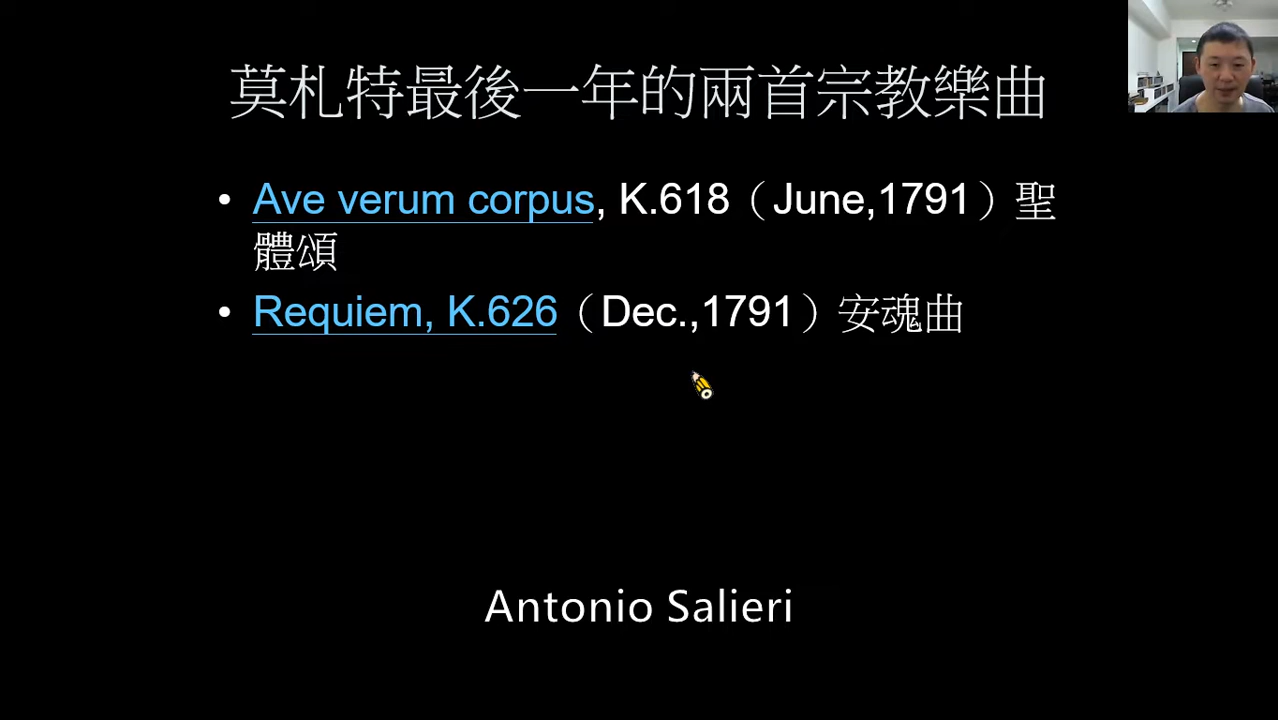 莫札特最後一年的兩首宗教樂曲
• Ave verum corpus, K.618（June,1791）聖
體頌
• Requiem, K.626（Dec.,1791）安魂曲
Antonio Salieri